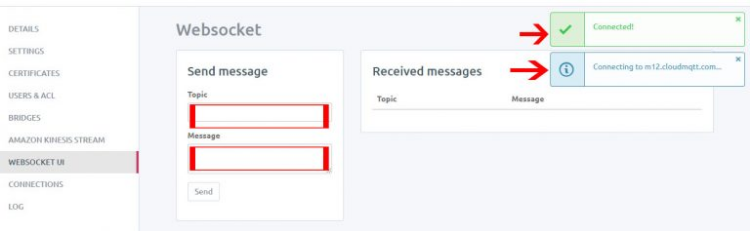 DETAILS
SETTINGS
CERTIFICATES
USERS & ACL
BRIDGES
AMAZON KINESIS STREAM
WEBSOCKET UI
CONNECTIONS
LOG
Websocket
Send message
Topic
Message
Send
Received messages
Topic Message
Connected!
Connecting to m12.cloudmqtt.com...